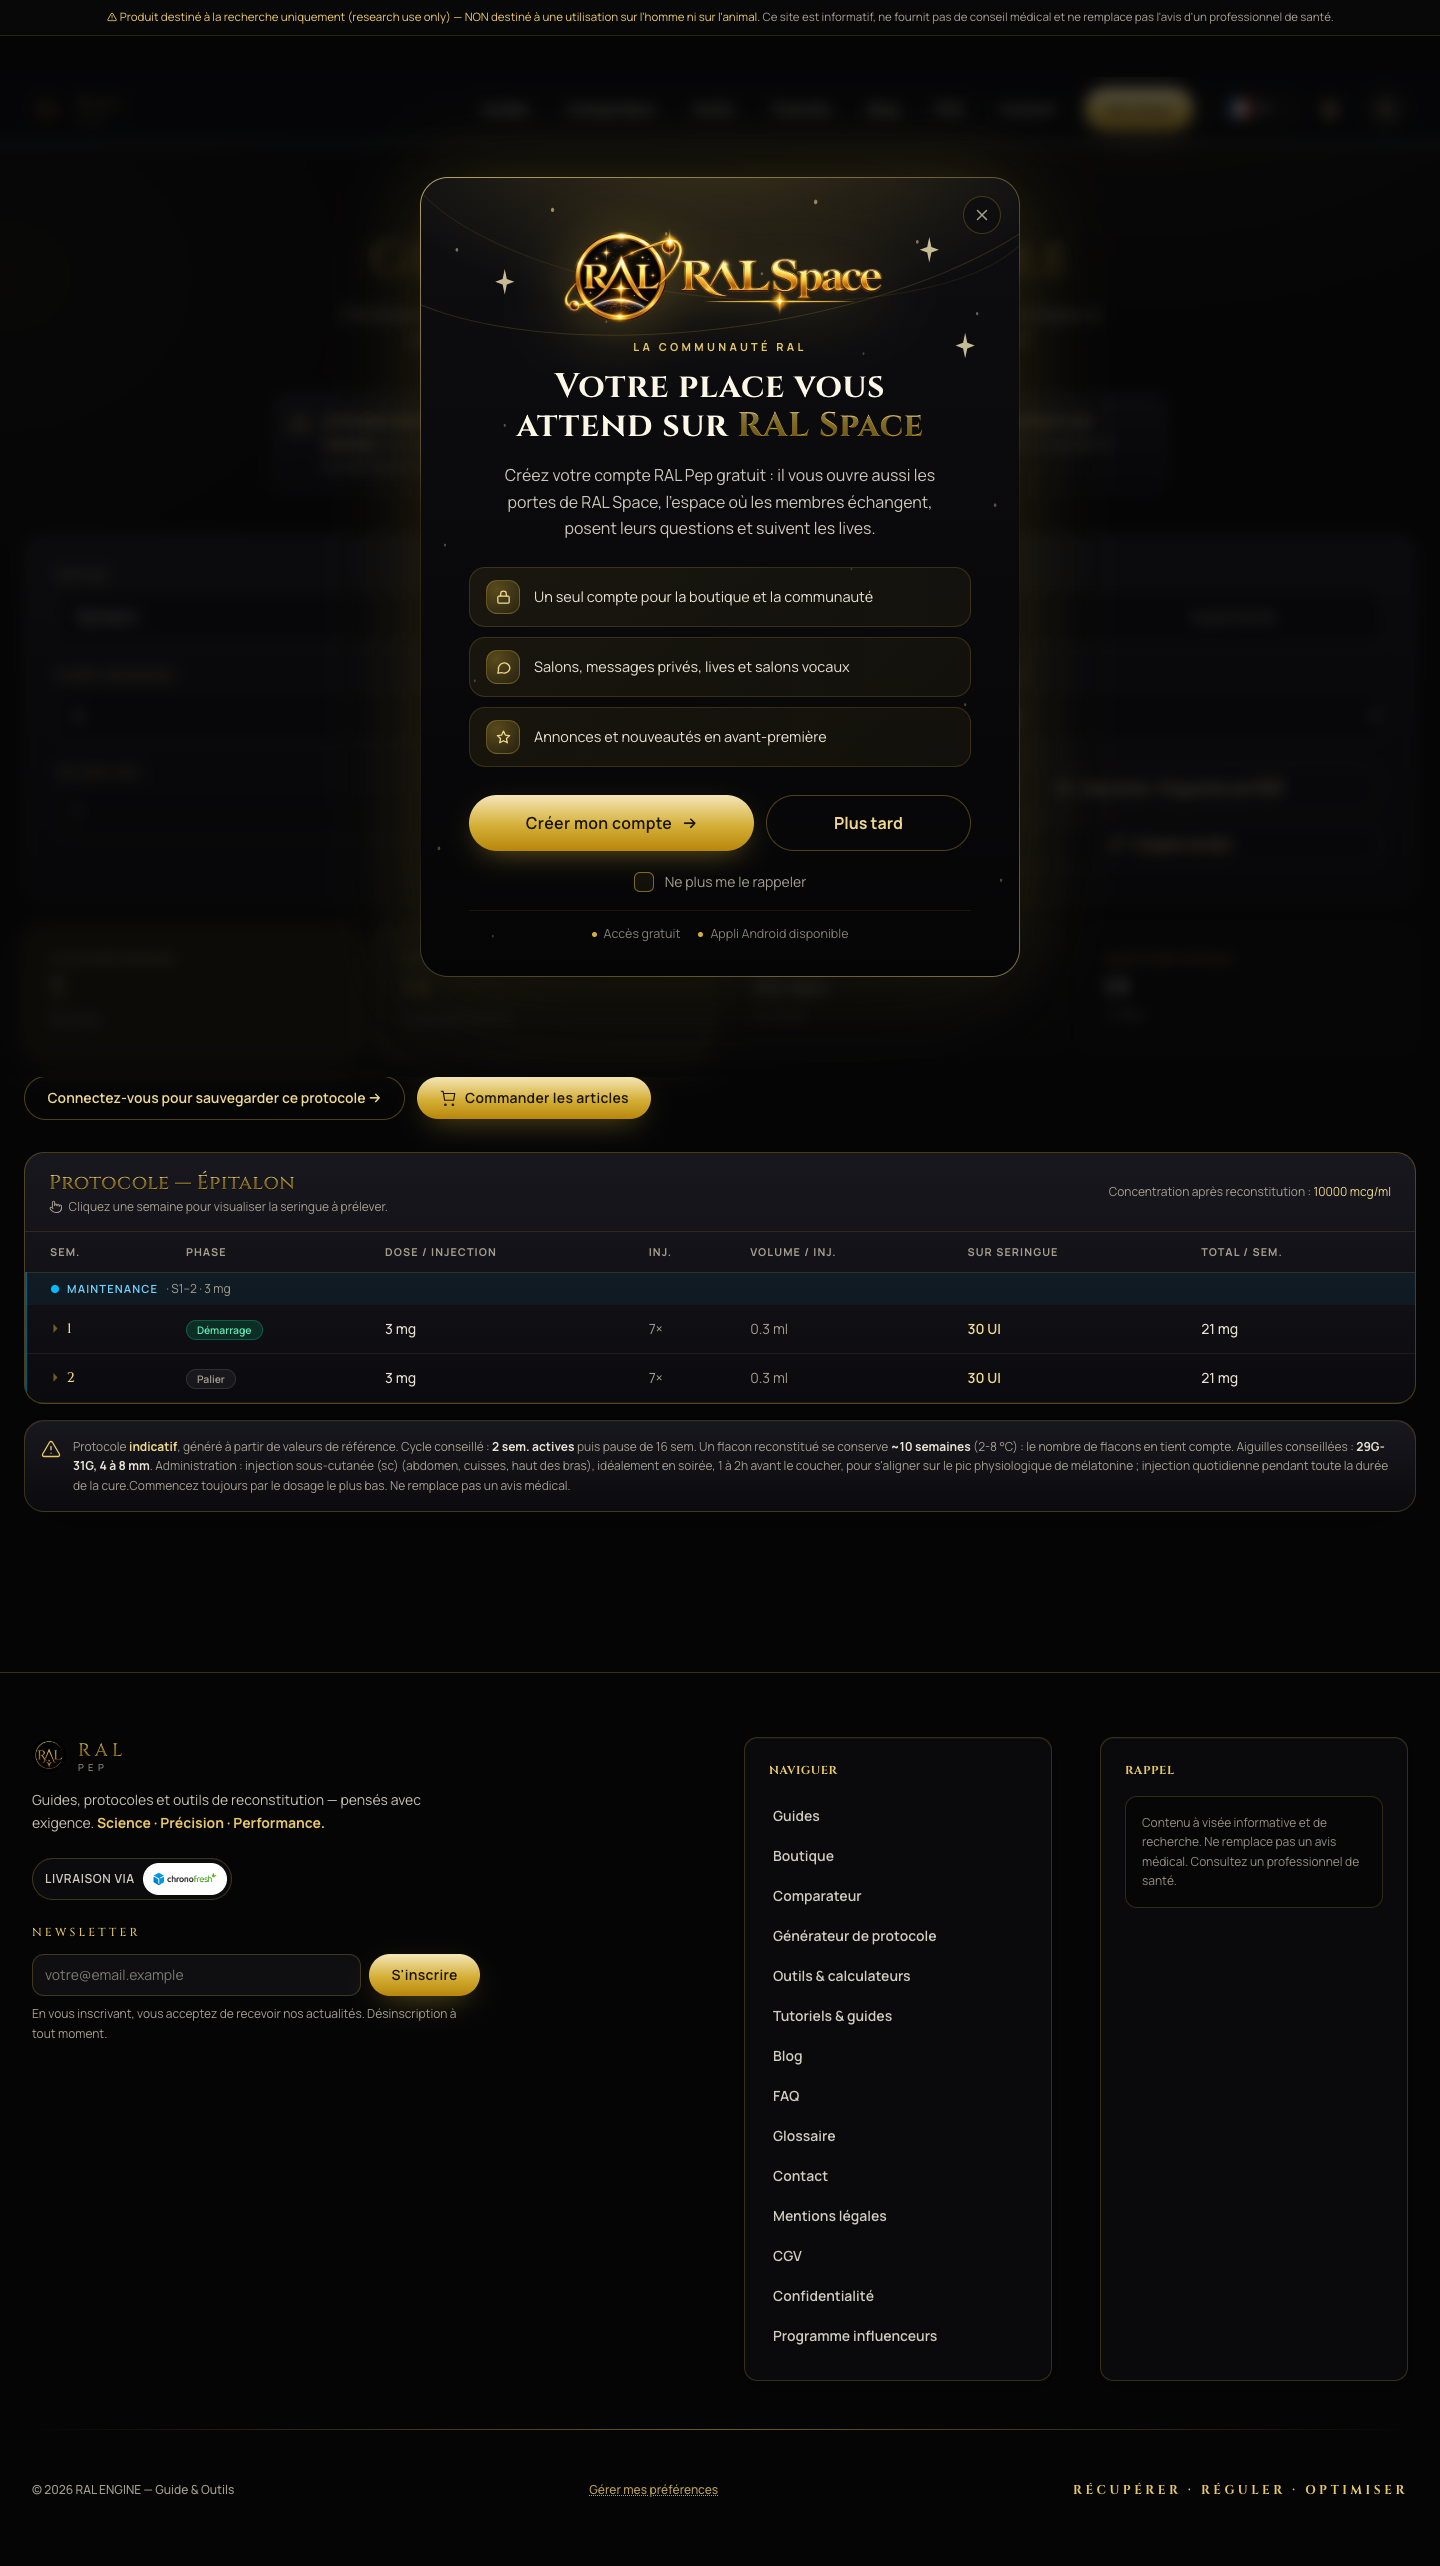 ⚠ Produit destiné à la recherche uniquement (research use only) — NON destiné à une utilisation sur l'homme ni sur l'animal. Ce site est informatif, ne fournit pas de conseil médical et ne remplace pas l'avis d'un professionnel de santé.
RAL RAL Space
LA COMMUNAUTÉ RAL
Votre place vous
attend sur RAL Space
Créez votre compte RAL Pep gratuit : il vous ouvre aussi les
portes de RAL Space, l'espace où les membres échangent,
posent leurs questions et suivent les lives.
Un seul compte pour la boutique et la communauté
Salons, messages privés, lives et salons vocaux
Annonces et nouveautés en avant-première
Créer mon compte →
Plus tard
Ne plus me le rappeler
• Accès gratuit • Appli Android disponible
Connectez-vous pour sauvegarder ce protocole →
Commander les articles
Protocole — Épitalon
Cliquez une semaine pour visualiser la seringue à prélever.
Concentration après reconstitution : 10000 mcg/ml
SEM. PHASE DOSE / INJECTION INJ. VOLUME / INJ. SUR SERINGUE TOTAL / SEM.
MAINTENANCE · S1–2 · 3 mg
1 Démarrage 3 mg 7× 0.3 ml 30 UI 21 mg
2 Palier 3 mg 7× 0.3 ml 30 UI 21 mg
Protocole indicatif, généré à partir de valeurs de référence. Cycle conseillé : 2 sem. actives puis pause de 16 sem. Un flacon reconstitué se conserve ~10 semaines (2-8 °C) : le nombre de flacons en tient compte. Aiguilles conseillées : 29G-
31G, 4 à 8 mm. Administration : injection sous-cutanée (sc) (abdomen, cuisses, haut des bras), idéalement en soirée, 1 à 2h avant le coucher, pour s'aligner sur le pic physiologique de mélatonine ; injection quotidienne pendant toute la durée
de la cure.Commencez toujours par le dosage le plus bas. Ne remplace pas un avis médical.
RAL
PEP
Guides, protocoles et outils de reconstitution — pensés avec
exigence. Science · Précision · Performance.
LIVRAISON VIA chronofresh
NEWSLETTER
votre@email.example
S'inscrire
En vous inscrivant, vous acceptez de recevoir nos actualités. Désinscription à
tout moment.
NAVIGUER
Guides
Boutique
Comparateur
Générateur de protocole
Outils & calculateurs
Tutoriels & guides
Blog
FAQ
Glossaire
Contact
Mentions légales
CGV
Confidentialité
Programme influenceurs
RAPPEL
Contenu à visée informative et de
recherche. Ne remplace pas un avis
médical. Consultez un professionnel de
santé.
© 2026 RAL ENGINE — Guide & Outils
Gérer mes préférences
RÉCUPÉRER · RÉGULER · OPTIMISER